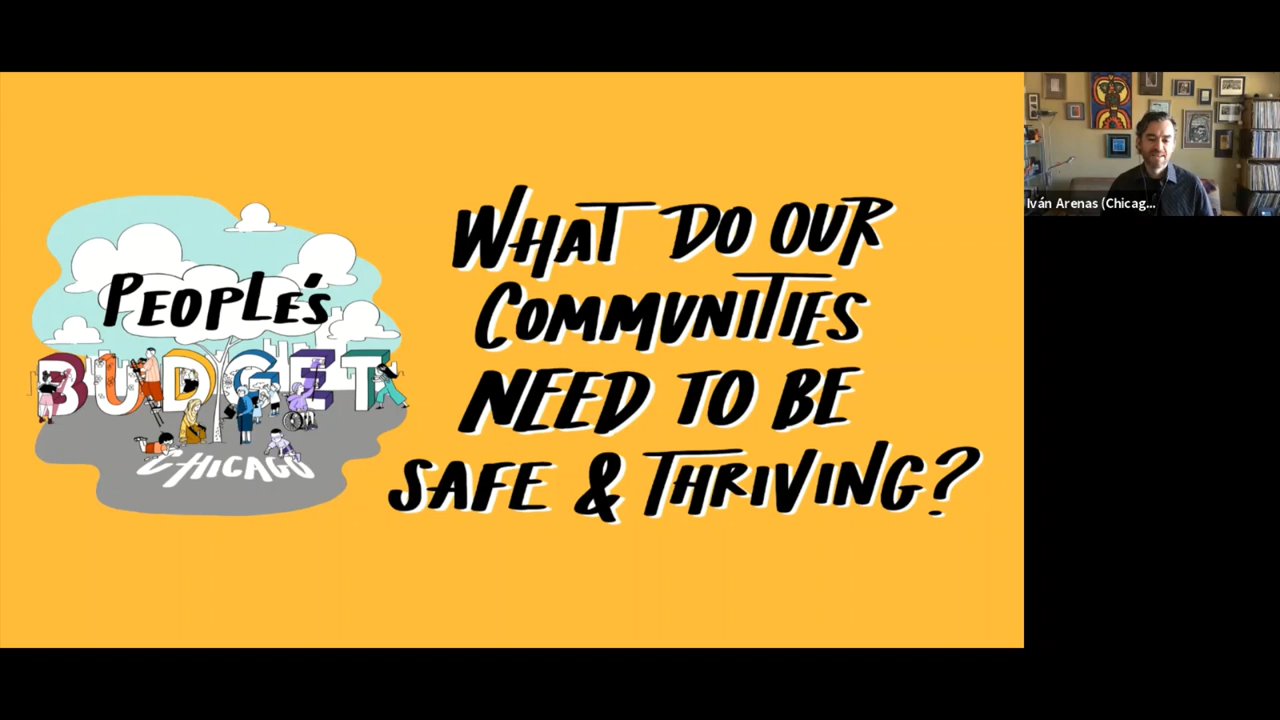 PEOPLE'S
BUDGET
CHICAGO
WHAT DO OUR
COMMUNITIES
NEED TO BE
SAFE & THRIVING?
Iván Arenas (Chicag...